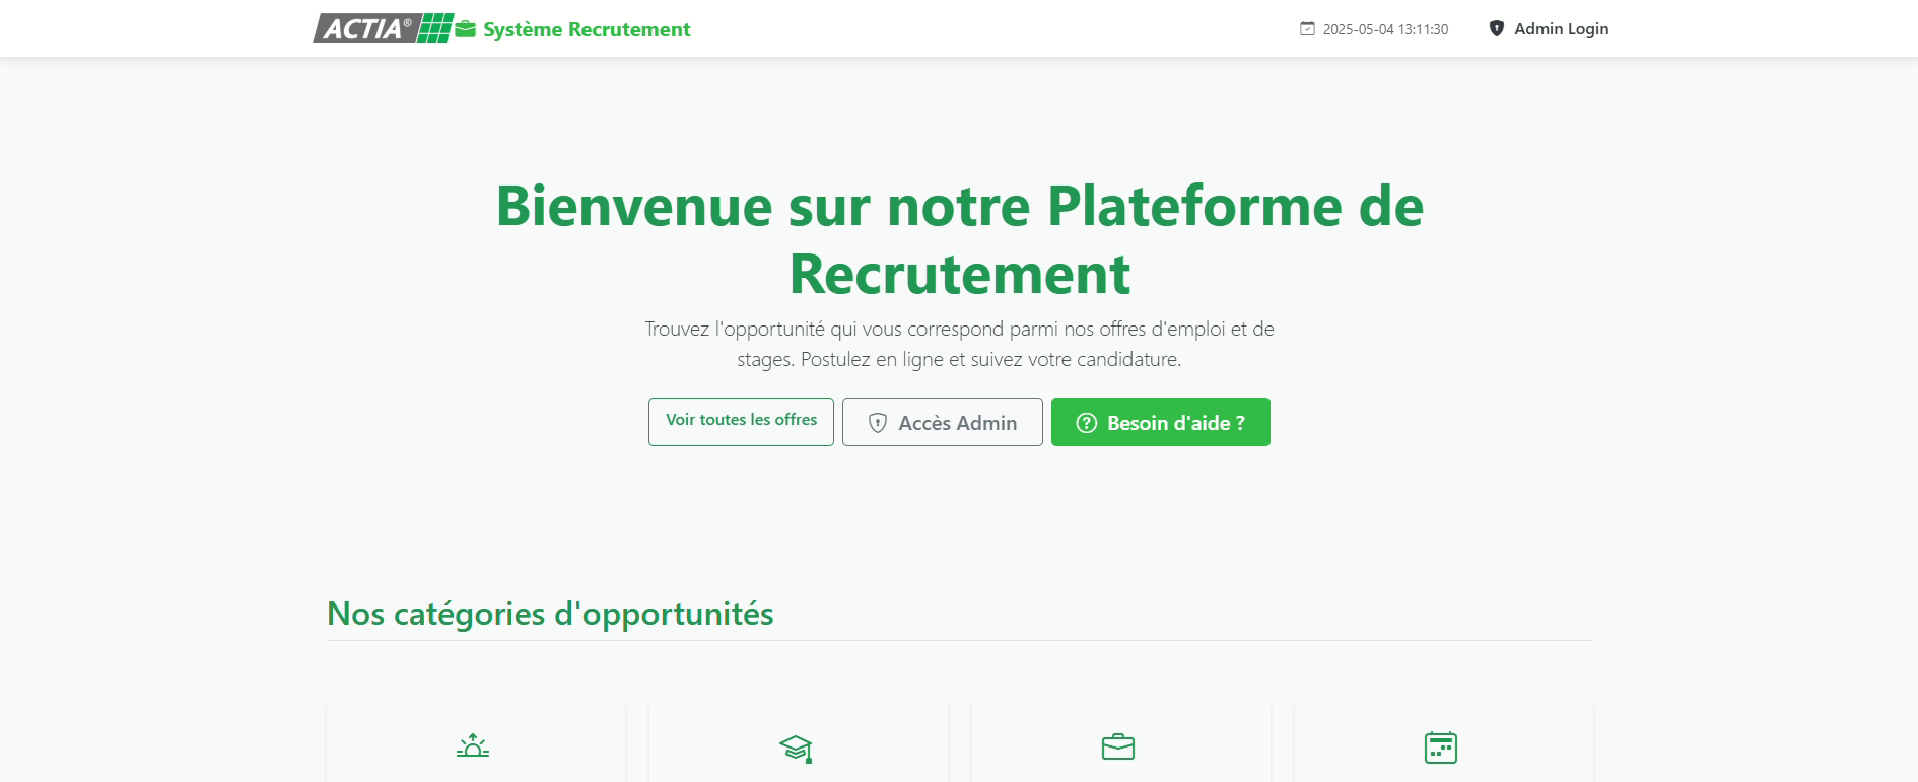 ACTIA® Système Recrutement
2025-05-04 13:11:30
Admin Login
Bienvenue sur notre Plateforme de
Recrutement
Trouvez l'opportunité qui vous correspond parmi nos offres d'emploi et de
stages. Postulez en ligne et suivez votre candidature.
Voir toutes les offres
Accès Admin
Besoin d'aide ?
Nos catégories d'opportunités